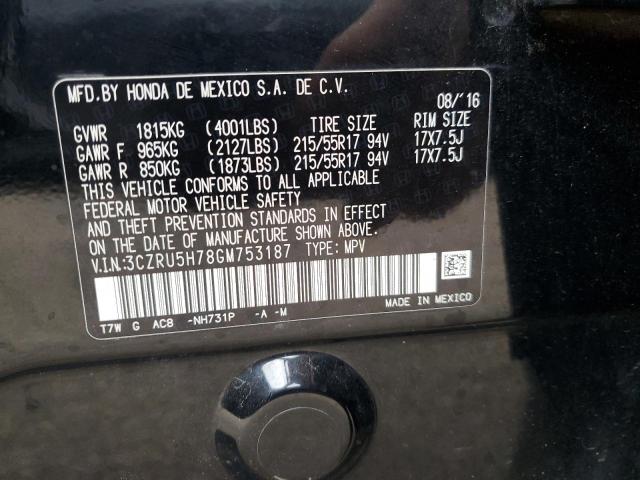 MFD.BY HONDA DE MEXICO S.A. DE C.V. 08/'16
GVWR 1815KG (4001LBS) TIRE SIZE RIM SIZE
GAWR F 965KG (2127LBS) 215/55R17 94V 17X7.5J
GAWR R 850KG (1873LBS) 215/55R17 94V 17X7.5J
THIS VEHICLE CONFORMS TO ALL APPLICABLE
FEDERAL MOTOR VEHICLE SAFETY
AND THEFT PREVENTION STANDARDS IN EFFECT
ON THE DATE OF MANUFACTURE SHOWN ABOVE.
V.I.N:3CZRU5H78GM753187 TYPE: MPV
MADE IN MEXICO
T7W G AC8 -NH731P -A -M